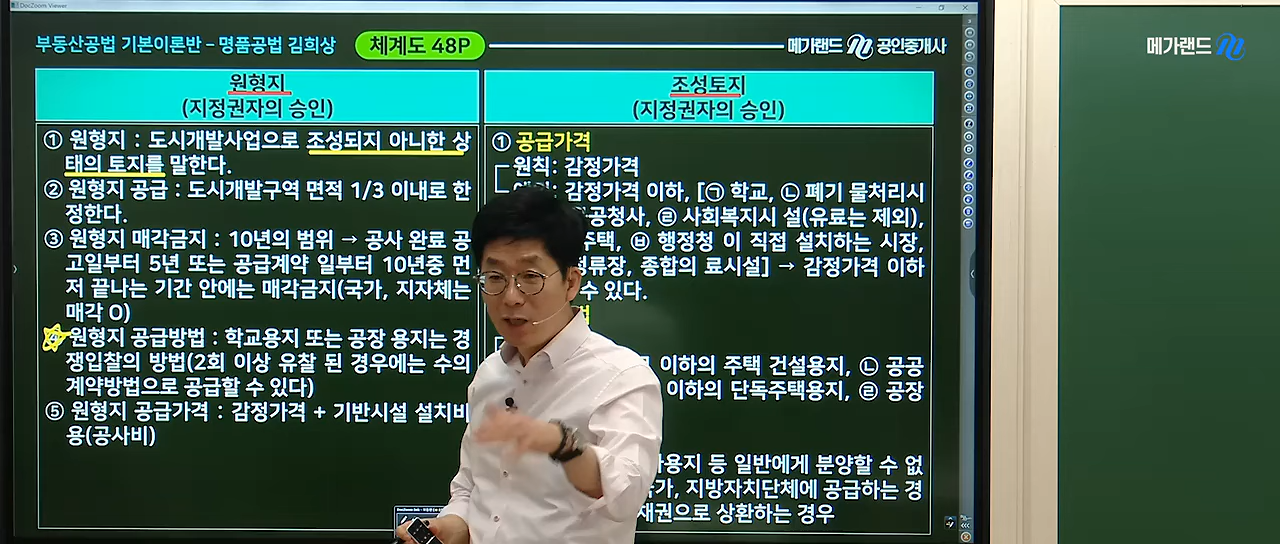 DocZoom Viewer
부동산공법 기본이론반 - 명품공법 김희상
체계도 48P
메가랜드 공인중개사
메가랜드
원형지
(지정권자의 승인)
① 원형지 : 도시개발사업으로 조성되지 아니한 상
태의 토지를 말한다.
② 원형지 공급 : 도시개발구역 면적 1/3 이내로 한
정한다.
③ 원형지 매각금지 : 10년의 범위 → 공사 완료 공
고일부터 5년 또는 공급계약 일부터 10년중 먼
저 끝나는 기간 안에는 매각금지(국가, 지자체는
매각 O)
④ 원형지 공급방법 : 학교용지 또는 공장 용지는 경
쟁입찰의 방법(2회 이상 유찰 된 경우에는 수의
계약방법으로 공급할 수 있다)
⑤ 원형지 공급가격 : 감정가격 + 기반시설 설치비
용(공사비)
조성토지
(지정권자의 승인)
① 공급가격
원칙: 감정가격
감정가격 이하, [㉠ 학교, ㉡ 폐기 물처리시
공청사, ㉣ 사회복지시 설(유료는 제외),
주택, ㉥ 행정청 이 직접 설치하는 시장,
종합의 료시설] → 감정가격 이하
수 있다.
이하의 주택 건설용지, ㉡ 공공
이하의 단독주택용지, ㉣ 공장
등 일반에게 분양할 수 없
지방자치단체에 공급하는 경
상환하는 경우